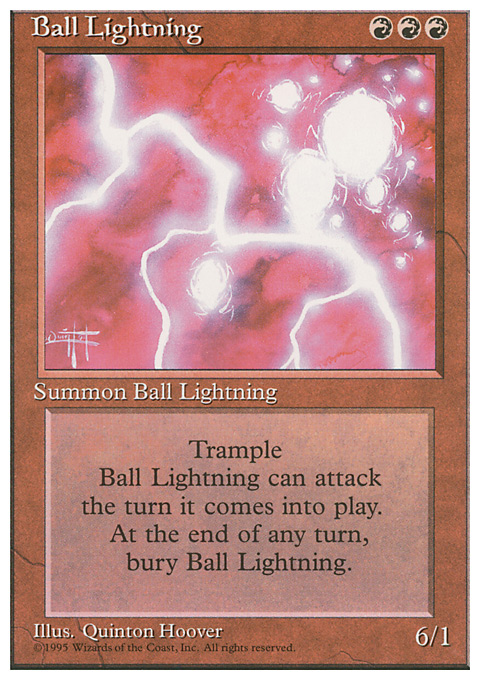 Ball Lightning
Summon Ball Lightning
Trample
Ball Lightning can attack
the turn it comes into play.
At the end of any turn,
bury Ball Lightning.
Illus. Quinton Hoover
6/1
©1995 Wizards of the Coast, Inc. All rights reserved.